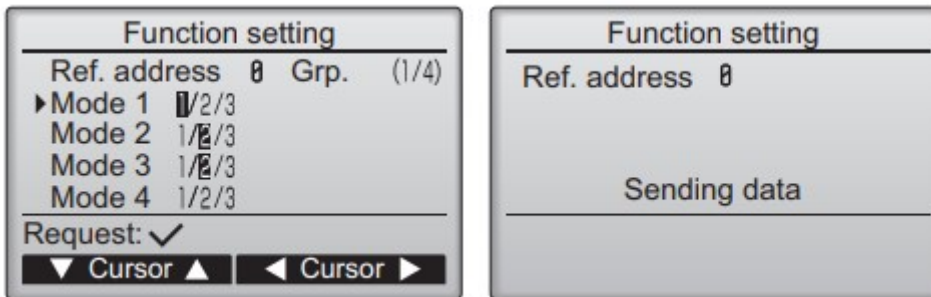 Function setting
Ref. address 0 Grp. (1/4)
Mode 1 1/2/3
Mode 2 1/2/3
Mode 3 1/2/3
Mode 4 1/2/3
Request:
Cursor Cursor
Function setting
Ref. address 0
Sending data